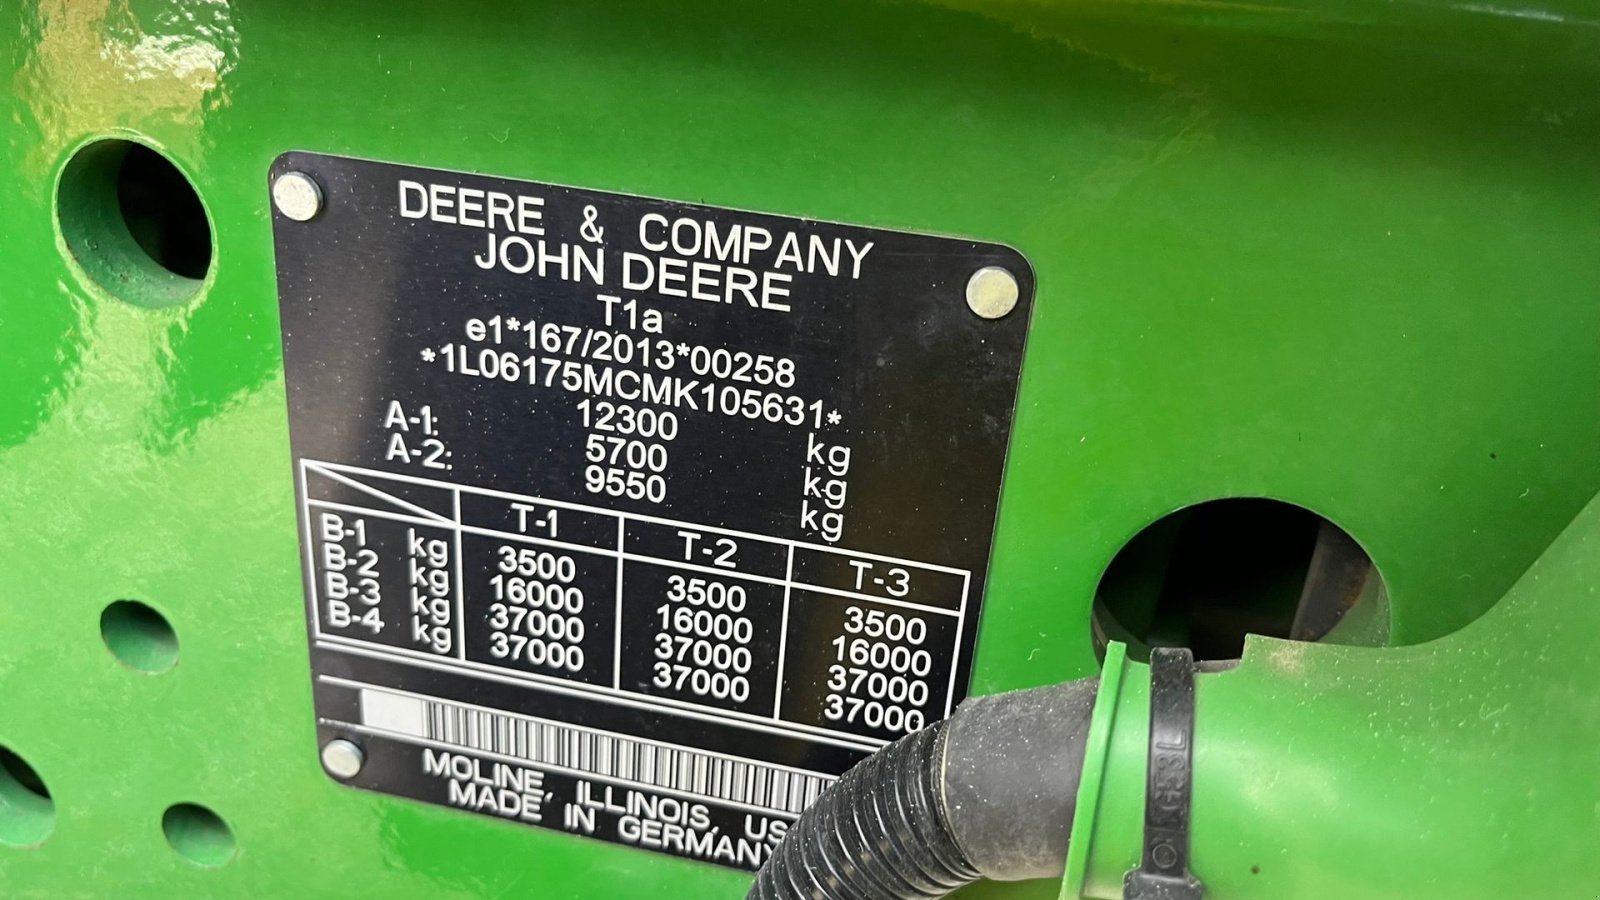 DEERE & COMPANY
JOHN DEERE
T1a
e1*167/2013*00258
*1L06175MCMK105631*
12300 kg
A-1: 5700 kg
A-2: 9550 kg
T-1 T-2 T-3
B-1 kg 3500 3500 3500
B-2 kg 16000 16000 16000
B-3 kg 37000 37000 37000
B-4 kg 37000 37000 37000
MOLINE, ILLINOIS, US
MADE IN GERMANY